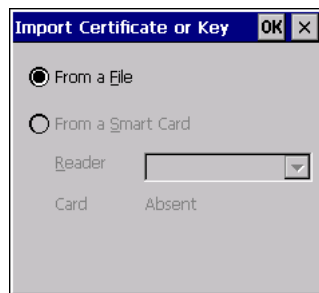 Import Certificate or Key OK ×
From a File
From a Smart Card
Reader
Card Absent